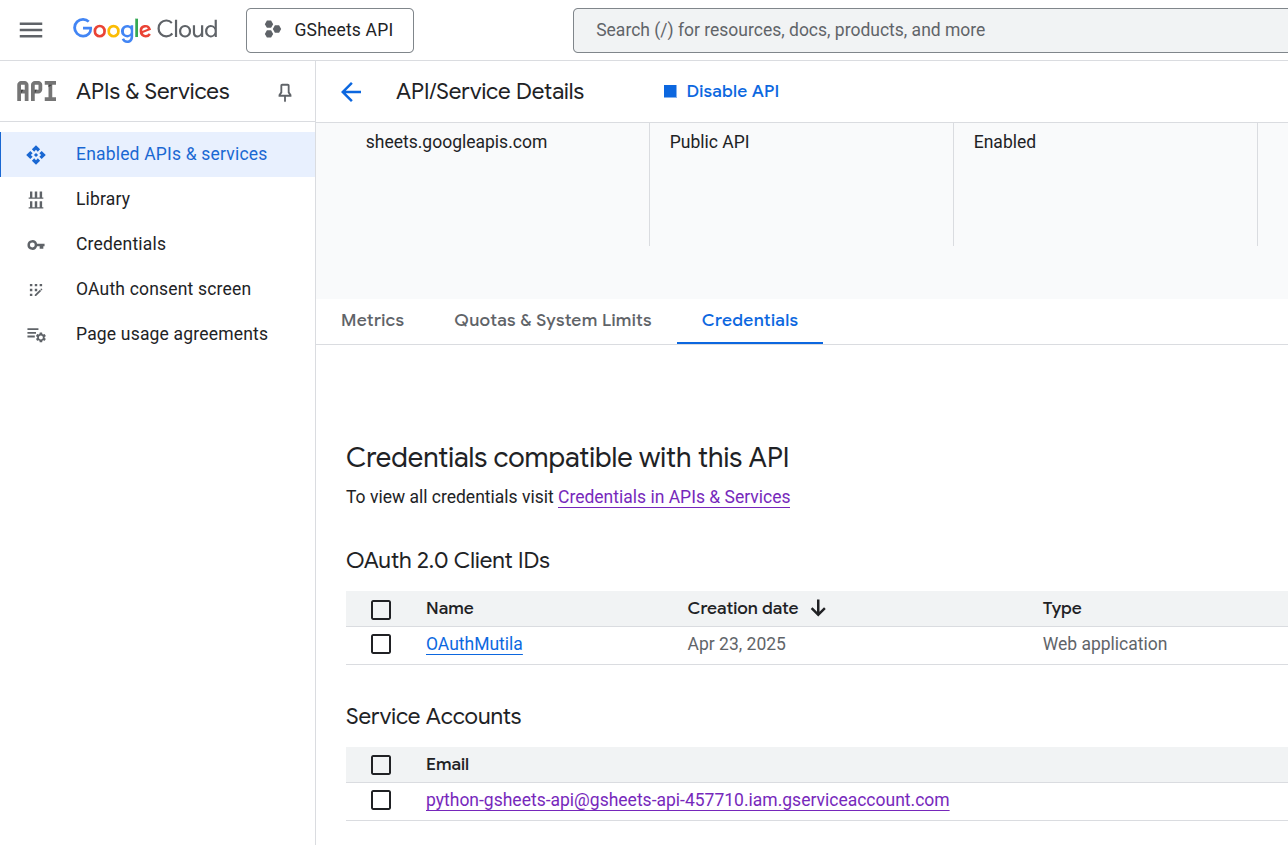 Google Cloud
GSheets API
Search (/) for resources, docs, products, and more
API
APIs & Services
API/Service Details
Disable API
Enabled APIs & services
Library
Credentials
OAuth consent screen
Page usage agreements
sheets.googleapis.com
Public API
Enabled
Metrics
Quotas & System Limits
Credentials
Credentials compatible with this API
To view all credentials visit Credentials in APIs & Services
OAuth 2.0 Client IDs
Name Creation date Type
OAuthMutila Apr 23, 2025 Web application
Service Accounts
Email
python-gsheets-api@gsheets-api-457710.iam.gserviceaccount.com